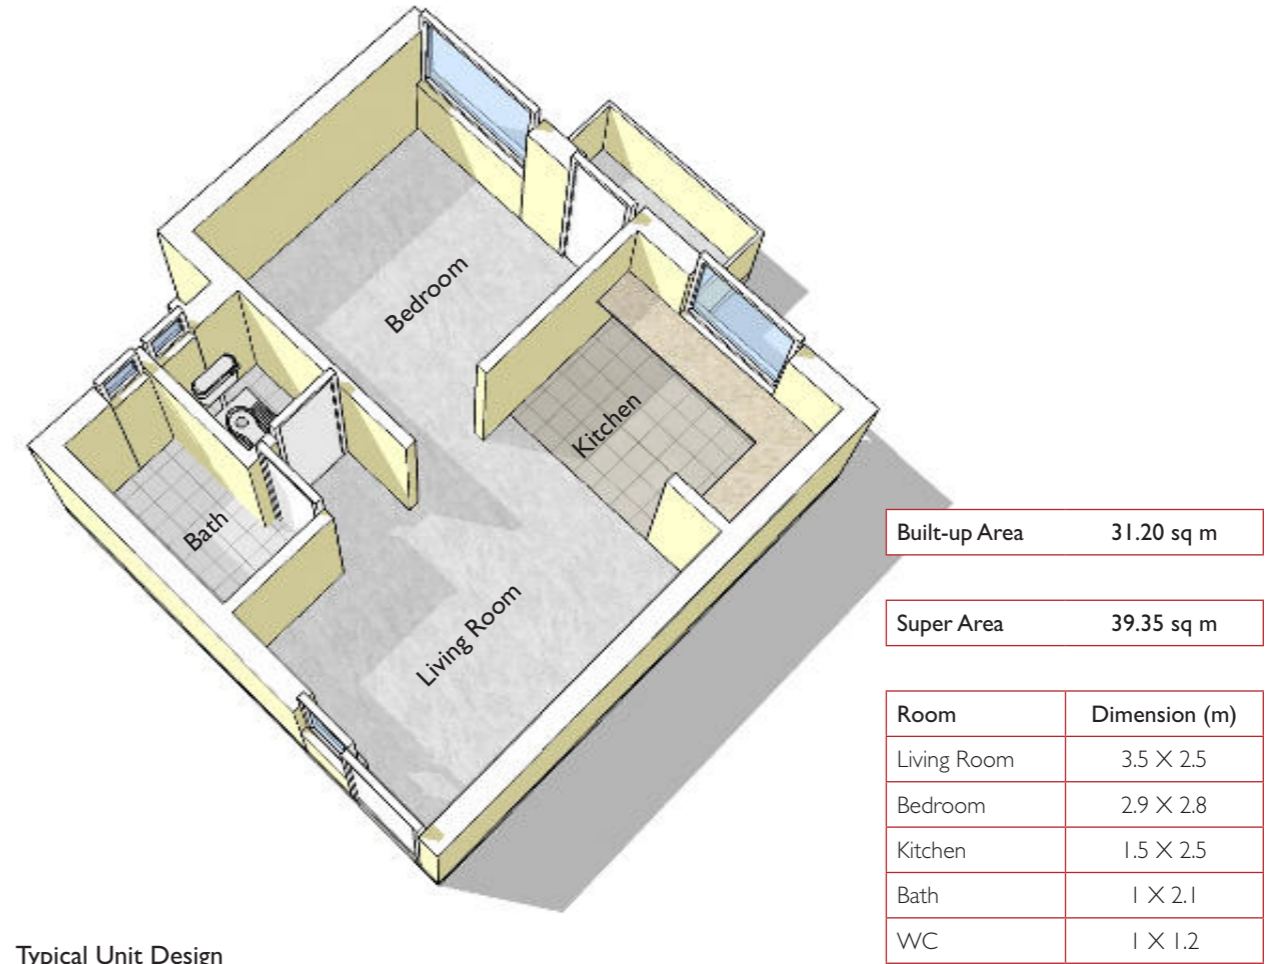 Bedroom
Kitchen
Bath
Living Room
Built-up Area 31.20 sq m
Super Area 39.35 sq m
Room Dimension (m)
Living Room 3.5 X 2.5
Bedroom 2.9 X 2.8
Kitchen 1.5 X 2.5
Bath 1 X 2.1
WC 1 X 1.2
Typical Unit Design